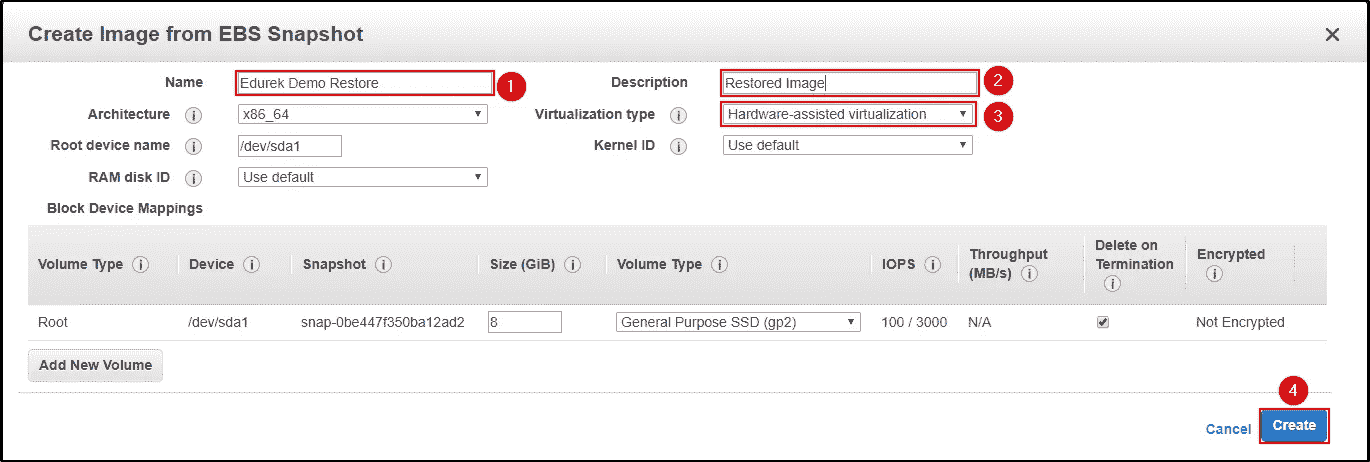 Create Image from EBS Snapshot
Name Edurek Demo Restore 1 Description Restored Image 2
Architecture x86_64 Virtualization type Hardware-assisted virtualization 3
Root device name /dev/sda1 Kernel ID Use default
RAM disk ID Use default
Block Device Mappings
Volume Type Device Snapshot Size (GiB) Volume Type IOPS Throughput (MB/s) Delete on Termination Encrypted
Root /dev/sda1 snap-0be447f350ba12ad2 8 General Purpose SSD (gp2) 100 / 3000 N/A Not Encrypted
Add New Volume
4
Cancel Create